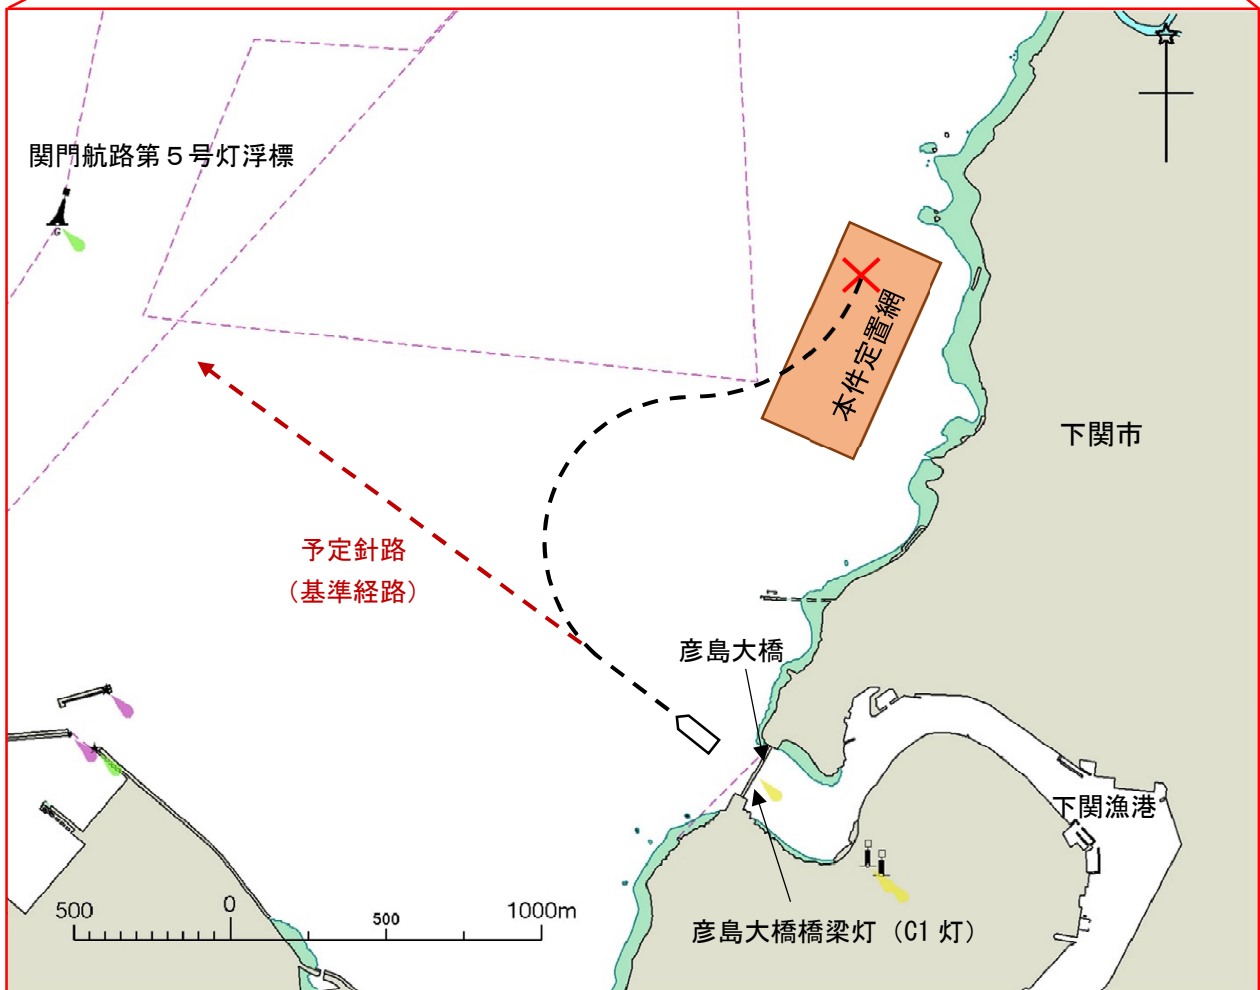 関門航路第５号灯浮標
G
本件定置網
下関市
予定針路
（基準経路）
彦島大橋
下関漁港
500
0
500
1000m
彦島大橋橋梁灯（C1 灯）